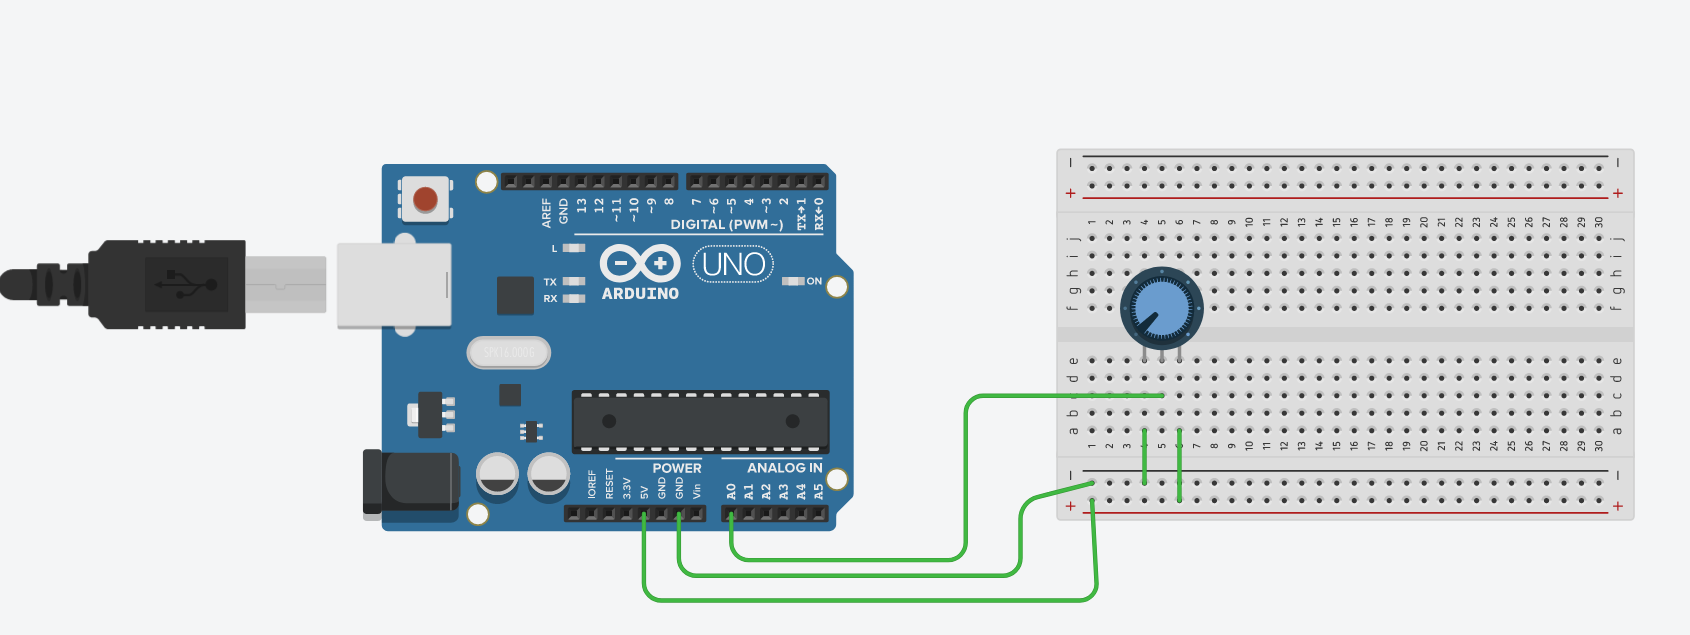 AREF GND 13 12 ~11 ~10 ~9 8 7 ~6 ~5 4 ~3 2 TX→1 RX←0
DIGITAL (PWM ~)
L
TX
RX
ARDUINO
UNO
ON
POWER
ANALOG IN
IOREF RESET 3.3V 5V GND GND Vin A0 A1 A2 A3 A4 A5
− −
+ +
1 2 3 4 5 6 7 8 9 10 11 12 13 14 15 16 17 18 19 20 21 22 23 24 25 26 27 28 29 30
j j
i i
h h
g g
f f
e e
d d
c c
b b
a a
1 2 3 4 5 6 7 8 9 10 11 12 13 14 15 16 17 18 19 20 21 22 23 24 25 26 27 28 29 30
− −
+ +